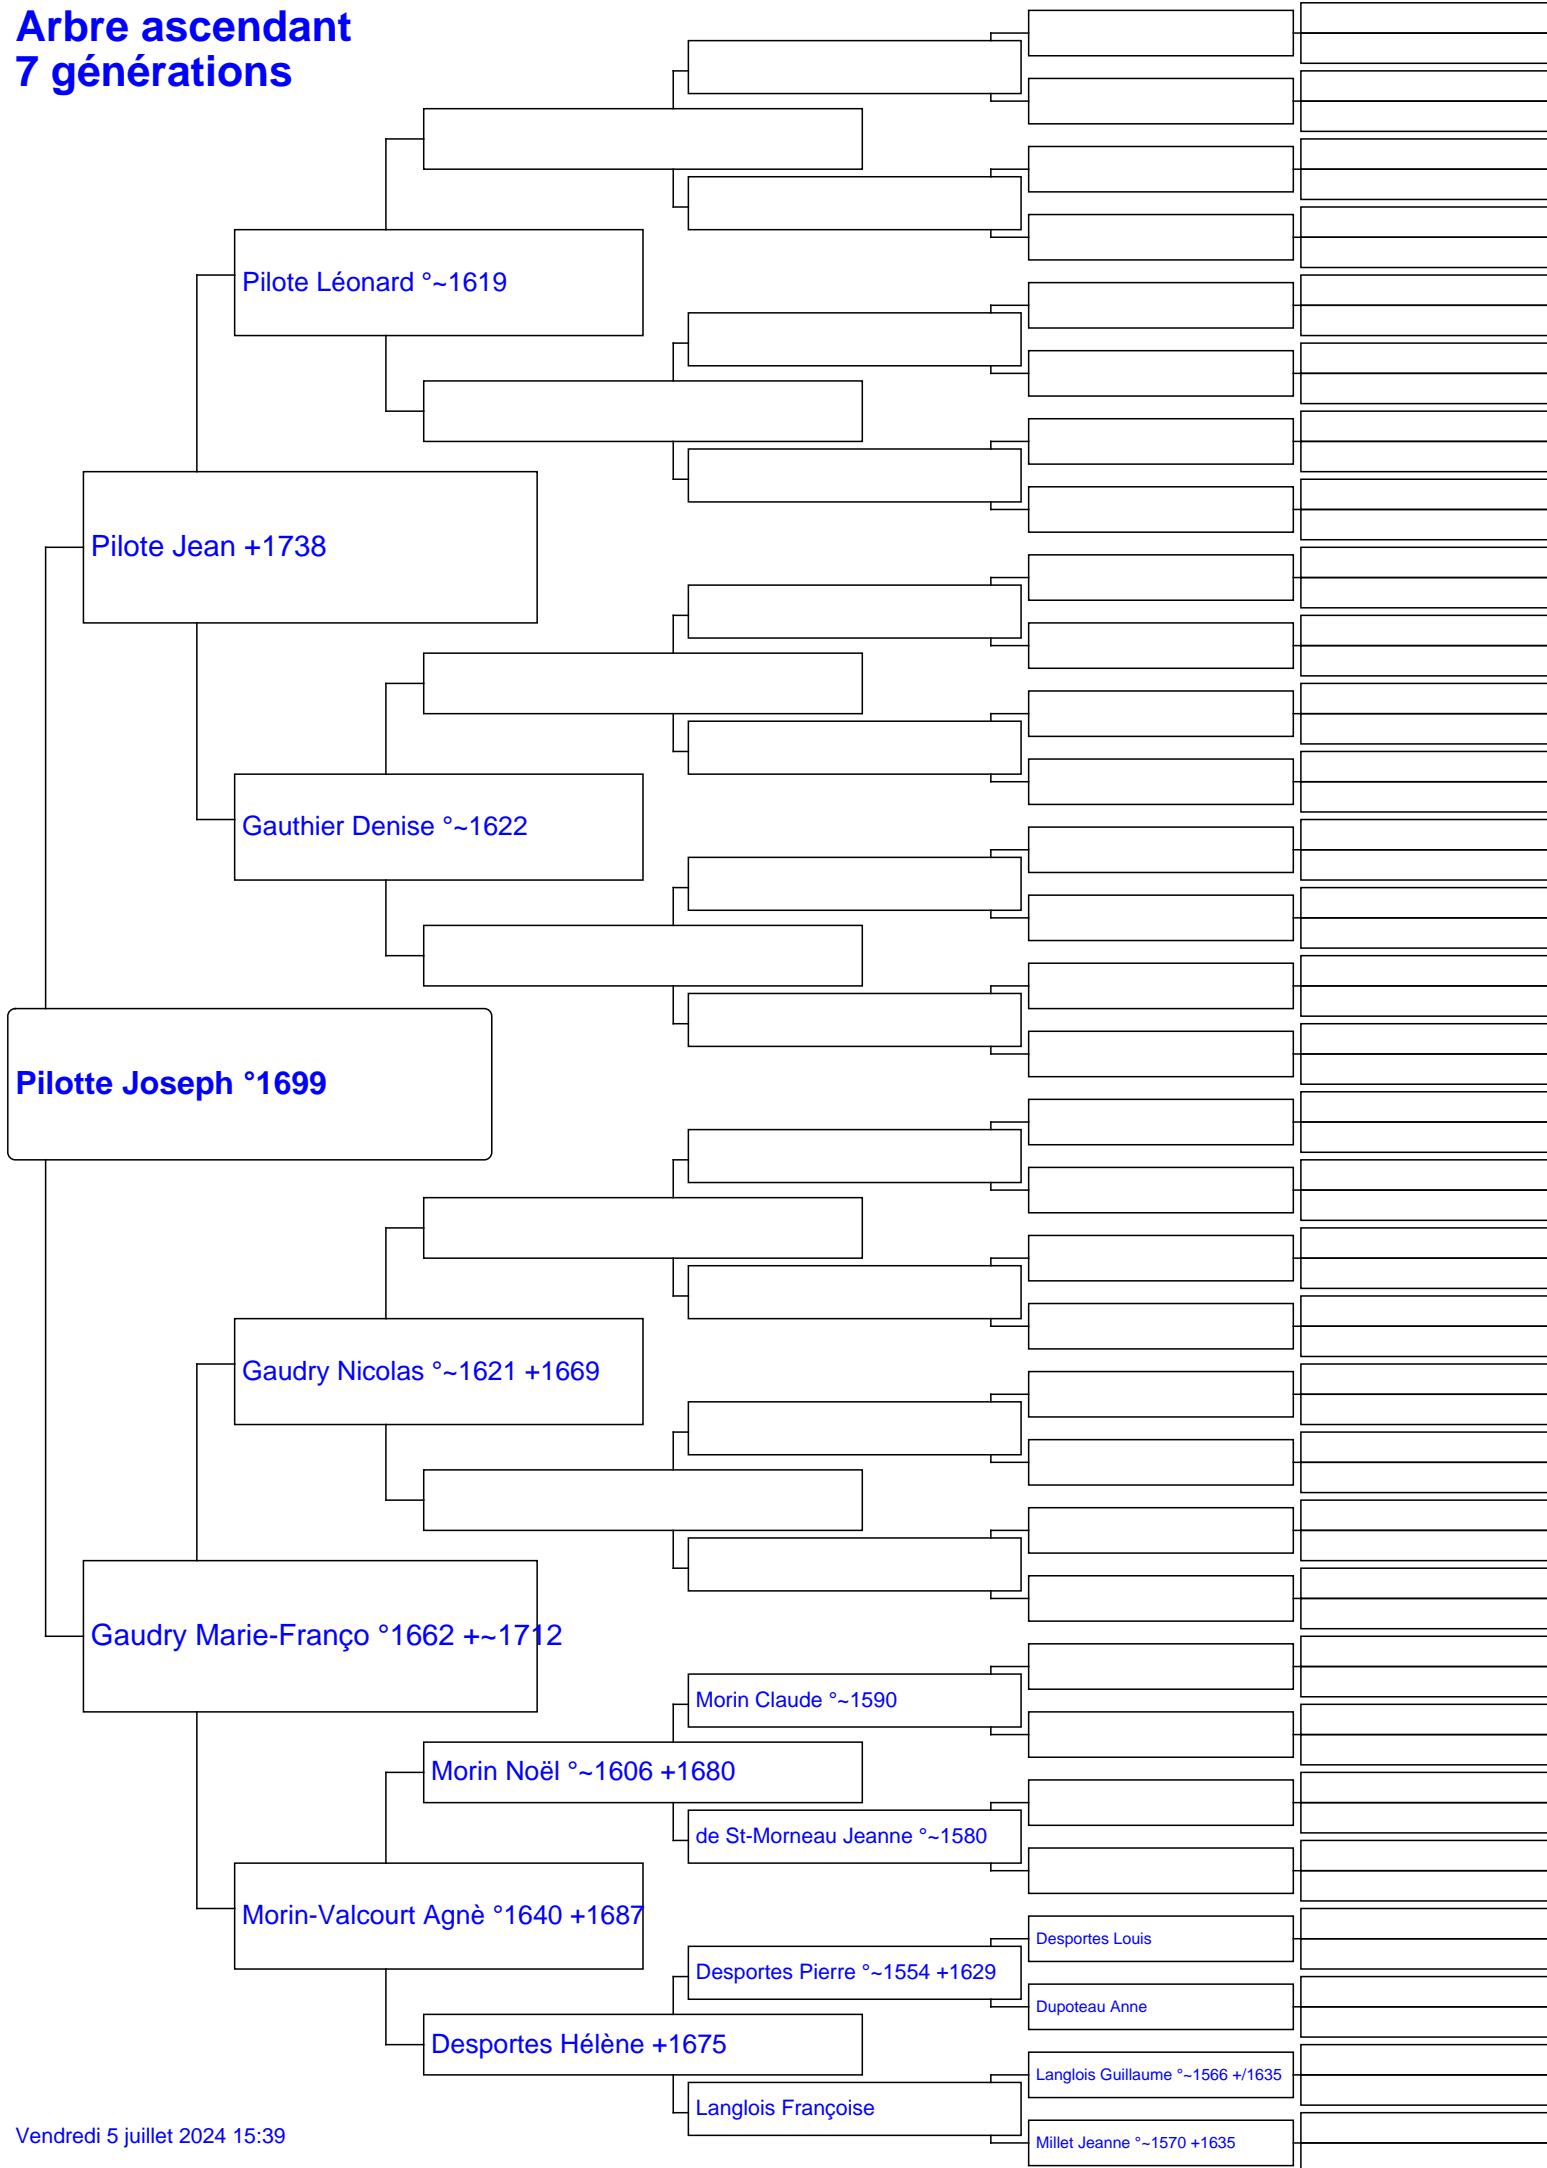 Arbre ascendant
7 générations
Pilote Léonard °~1619
Pilote Jean +1738
Gauthier Denise °~1622
Pilotte Joseph °1699
Gaudry Nicolas °~1621 +1669
Gaudry Marie-Franço °1662 +~1712
Morin Claude °~1590
Morin Noël °~1606 +1680
de St-Morneau Jeanne °~1580
Morin-Valcourt Agnè °1640 +1687
Desportes Louis
Desportes Pierre °~1554 +1629
Dupoteau Anne
Desportes Hélène +1675
Langlois Guillaume °~1566 +/1635
Langlois Françoise
Millet Jeanne °~1570 +1635
Vendredi 5 juillet 2024 15:39